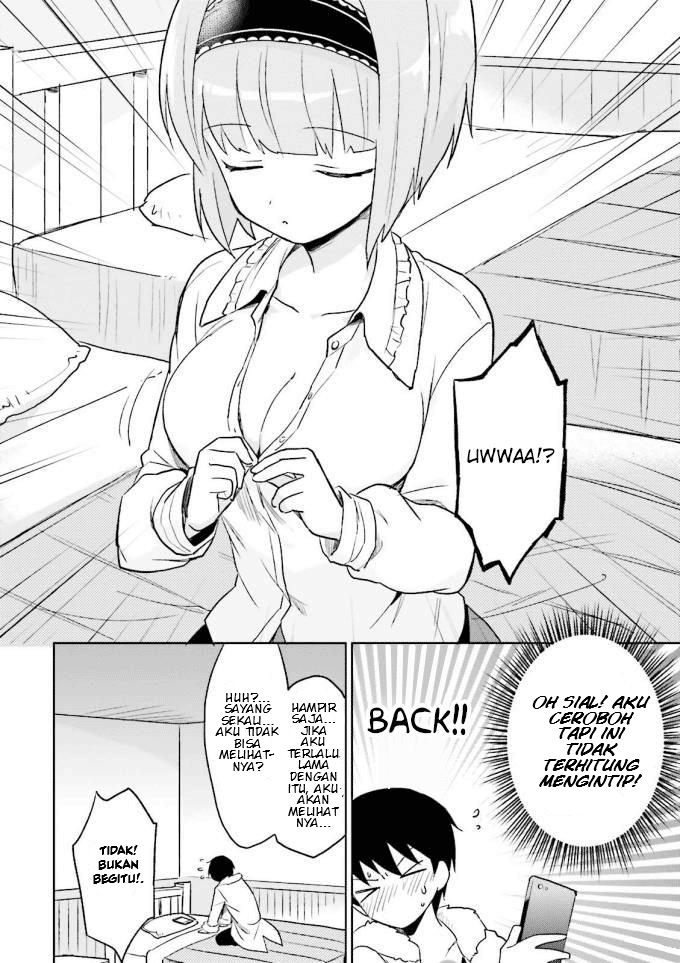 UWWAA!?
OH SIAL! AKU
CEROBOH
TAPI INI
TIDAK
TERHITUNG
MENGINTIP!
BACK!!
HAMPIR
SAJA...
JIKA
AKU
TERLALU
LAMA
DENGAN
ITU, AKU
AKAN
MELIHAT
NYA...
HUH?...
SAYANG
SEKALI...
AKU TIDAK
BISA
MELIHAT-
NYA?
TIDAK!
BUKAN
BEGITU!.